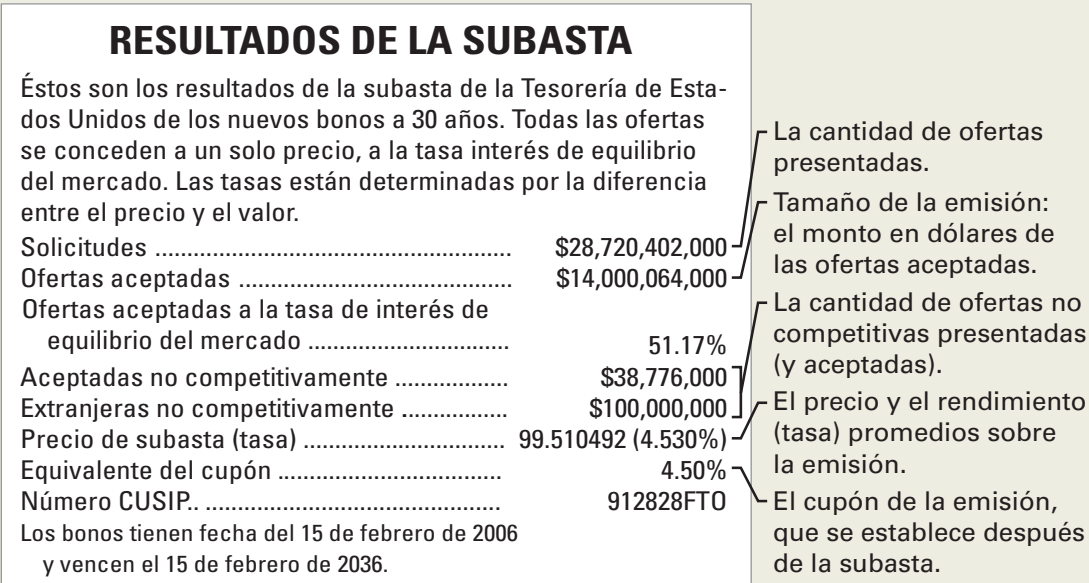 RESULTADOS DE LA SUBASTA
Éstos son los resultados de la subasta de la Tesorería de Esta-
dos Unidos de los nuevos bonos a 30 años. Todas las ofertas
se conceden a un solo precio, a la tasa interés de equilibrio
del mercado. Las tasas están determinadas por la diferencia
entre el precio y el valor.
Solicitudes ..................................................... $28,720,402,000
Ofertas aceptadas ......................................... $14,000,064,000
Ofertas aceptadas a la tasa de interés de
equilibrio del mercado ............................... 51.17%
Aceptadas no competitivamente .................. $38,776,000
Extranjeras no competitivamente ................. $100,000,000
Precio de subasta (tasa) .............................. 99.510492 (4.530%)
Equivalente del cupón .................................. 4.50%
Número CUSIP.. ............................................ 912828FTO
Los bonos tienen fecha del 15 de febrero de 2006
y vencen el 15 de febrero de 2036.
La cantidad de ofertas
presentadas.
Tamaño de la emisión:
el monto en dólares de
las ofertas aceptadas.
La cantidad de ofertas no
competitivas presentadas
(y aceptadas).
El precio y el rendimiento
(tasa) promedios sobre
la emisión.
El cupón de la emisión,
que se establece después
de la subasta.